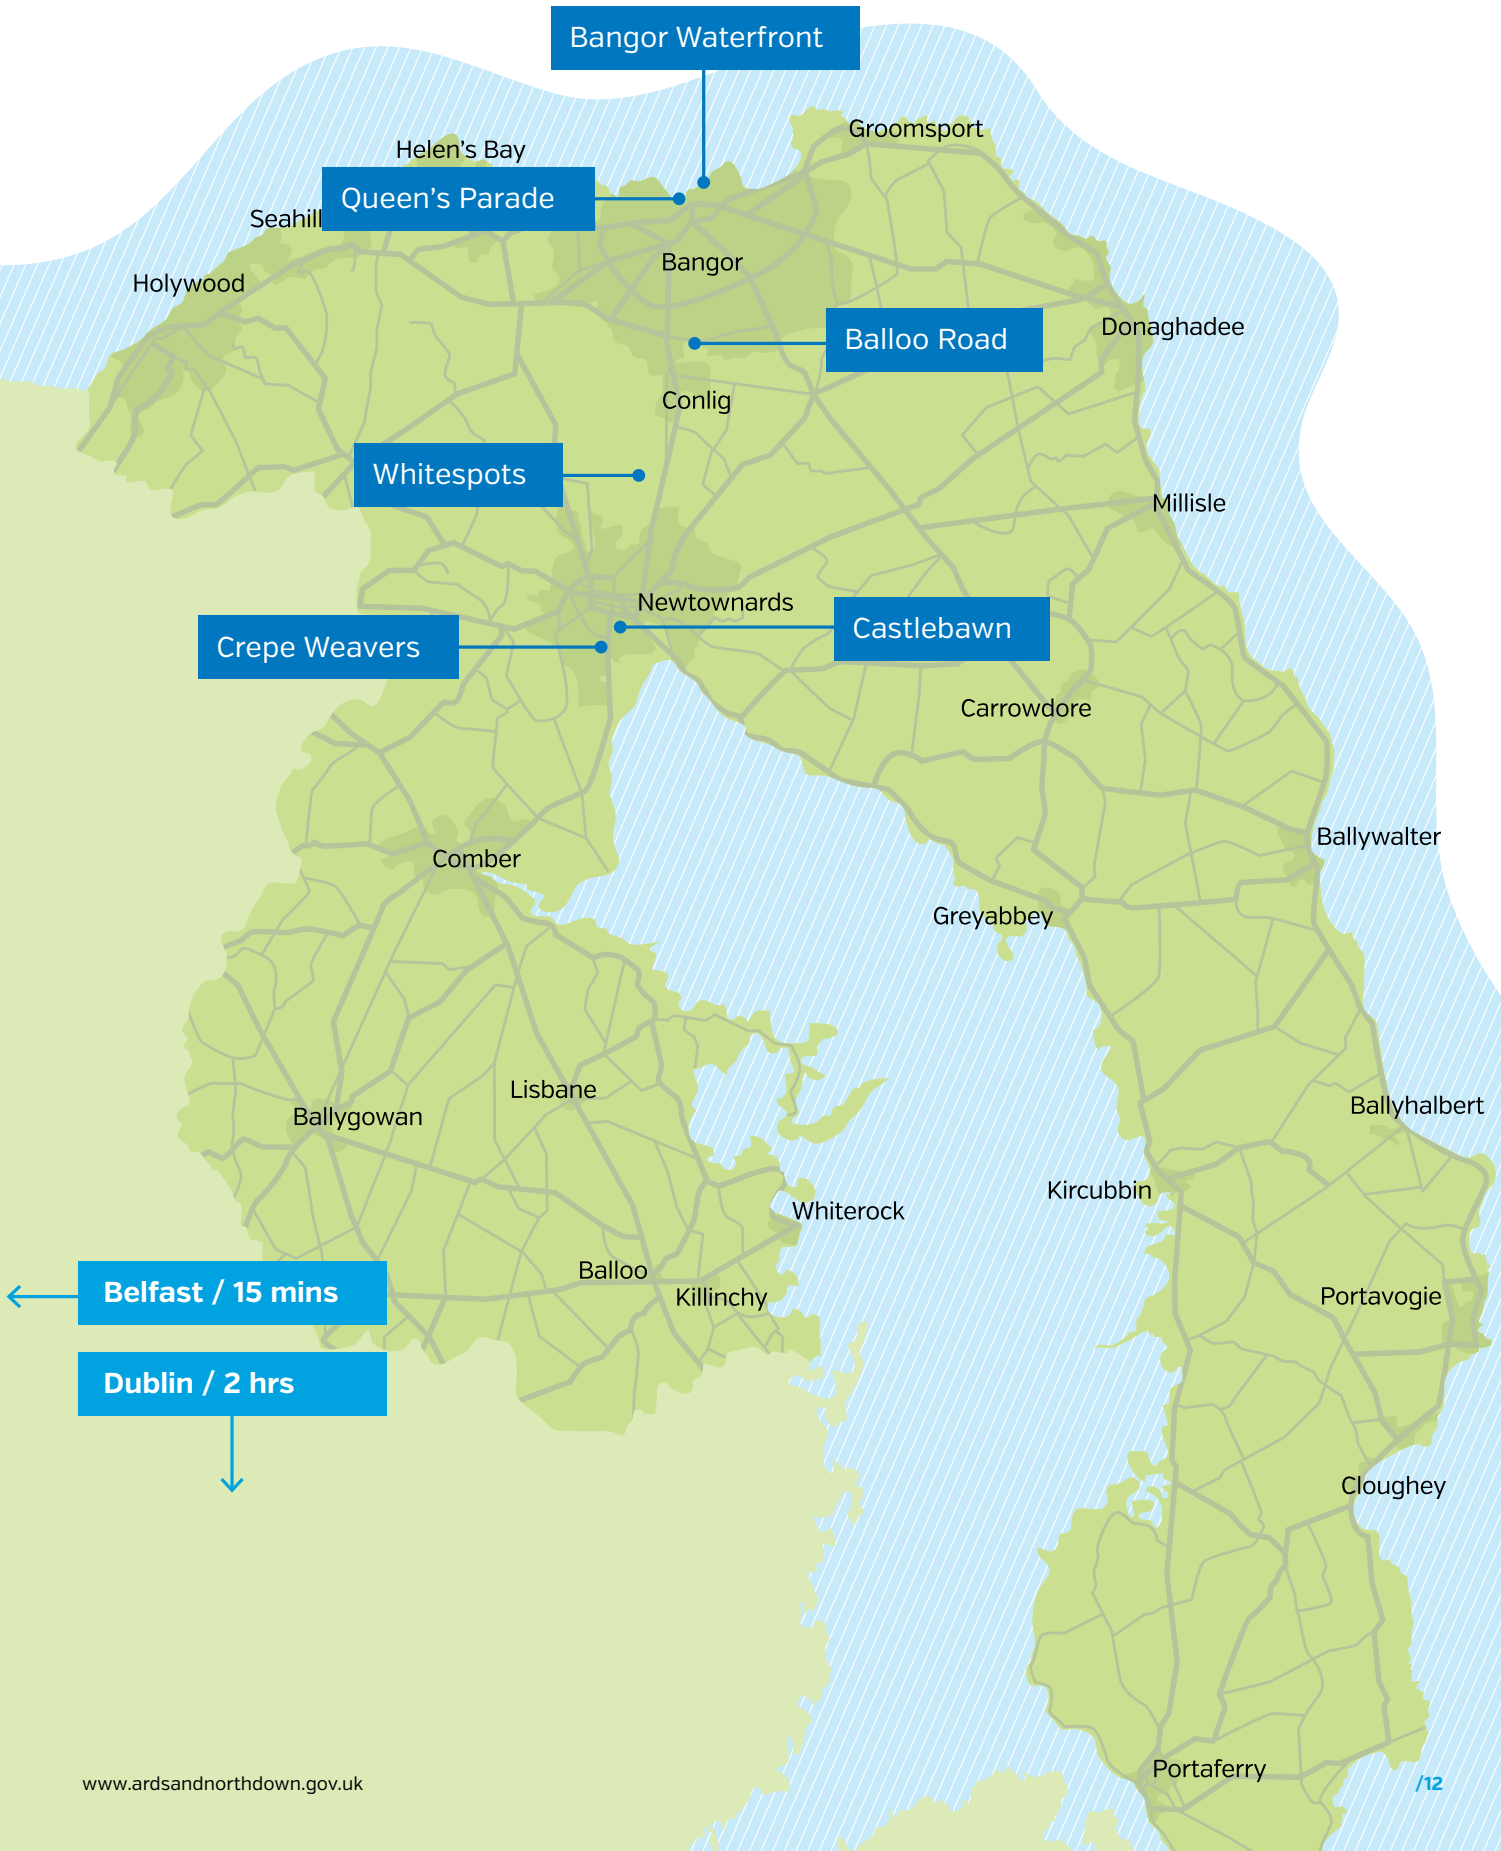 Bangor Waterfront
Groomsport
Helen's Bay
Queen's Parade
Seahill
Bangor
Holywood
Donaghadee
Balloo Road
Conlig
Whitespots
Millisle
Newtownards
Castlebawn
Crepe Weavers
Carrowdore
Ballywalter
Comber
Greyabbey
Lisbane
Ballyhalbert
Ballygowan
Kircubbin
Whiterock
Balloo
Belfast / 15 mins
Killinchy
Portavogie
Dublin / 2 hrs
Cloughey
Portaferry
www.ardsandnorthdown.gov.uk
/12